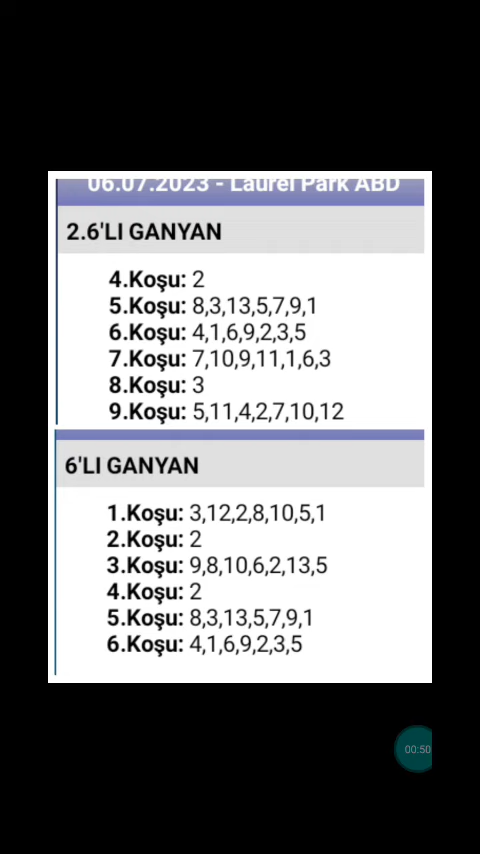 06.07.2023 - Laurel Park ABD
2.6'LI GANYAN
4.Koşu: 2
5.Koşu: 8,3,13,5,7,9,1
6.Koşu: 4,1,6,9,2,3,5
7.Koşu: 7,10,9,11,1,6,3
8.Koşu: 3
9.Koşu: 5,11,4,2,7,10,12
6'LI GANYAN
1.Koşu: 3,12,2,8,10,5,1
2.Koşu: 2
3.Koşu: 9,8,10,6,2,13,5
4.Koşu: 2
5.Koşu: 8,3,13,5,7,9,1
6.Koşu: 4,1,6,9,2,3,5
00:50